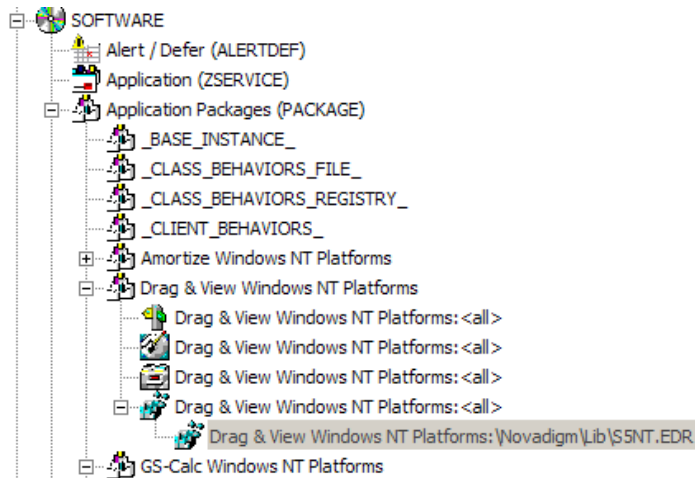 SOFTWARE
Alert / Defer (ALERTDEF)
Application (ZSERVICE)
Application Packages (PACKAGE)
_BASE_INSTANCE_
_CLASS_BEHAVIORS_FILE_
_CLASS_BEHAVIORS_REGISTRY_
_CLIENT_BEHAVIORS_
Amortize Windows NT Platforms
Drag & View Windows NT Platforms
Drag & View Windows NT Platforms:<all>
Drag & View Windows NT Platforms:<all>
Drag & View Windows NT Platforms:<all>
Drag & View Windows NT Platforms:<all>
Drag & View Windows NT Platforms:\Novadigm\Lib\S5NT.EDR
GS-Calc Windows NT Platforms